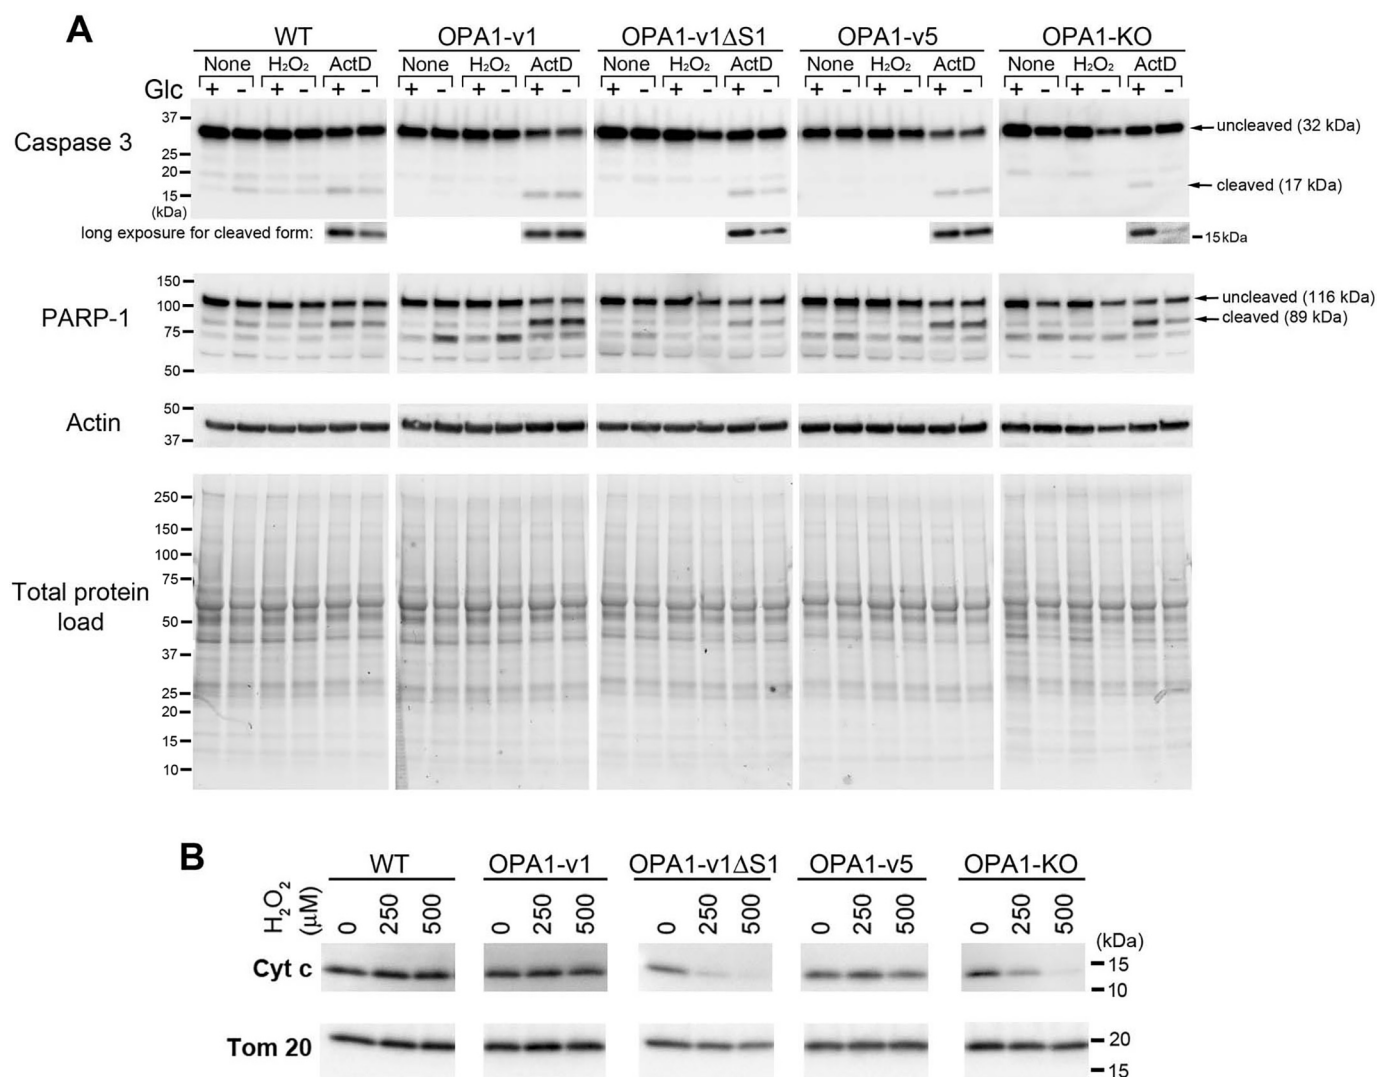 A
WT OPA1-v1 OPA1-v1ΔS1 OPA1-v5 OPA1-KO
None H₂O₂ ActD None H₂O₂ ActD None H₂O₂ ActD None H₂O₂ ActD None H₂O₂ ActD
Glc + - + - + - + - + - + - + - + - + - + - + - + - + - + - + -
Caspase 3
37
25
20
15
(kDa)
uncleaved (32 kDa)
cleaved (17 kDa)
long exposure for cleaved form:
15kDa
PARP-1
150
100
75
50
uncleaved (116 kDa)
cleaved (89 kDa)
Actin
50
37
Total protein
load
250
150
100
75
50
37
25
20
15
10
B
WT OPA1-v1 OPA1-v1ΔS1 OPA1-v5 OPA1-KO
H₂O₂
(μM)
0 250 500 0 250 500 0 250 500 0 250 500 0 250 500
(kDa)
Cyt c
15
10
Tom 20
20
15